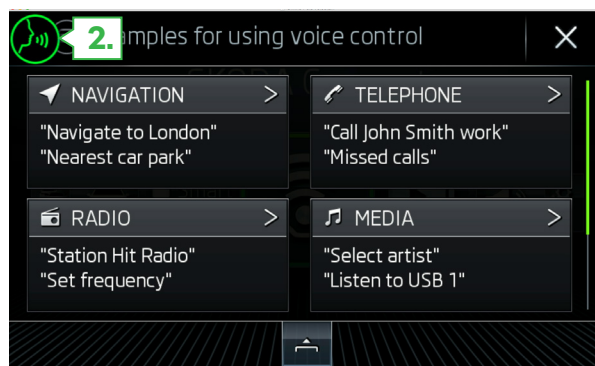 2.
amples for using voice control
NAVIGATION
"Navigate to London"
"Nearest car park"
TELEPHONE
"Call John Smith work"
"Missed calls"
RADIO
"Station Hit Radio"
"Set frequency"
MEDIA
"Select artist"
"Listen to USB 1"